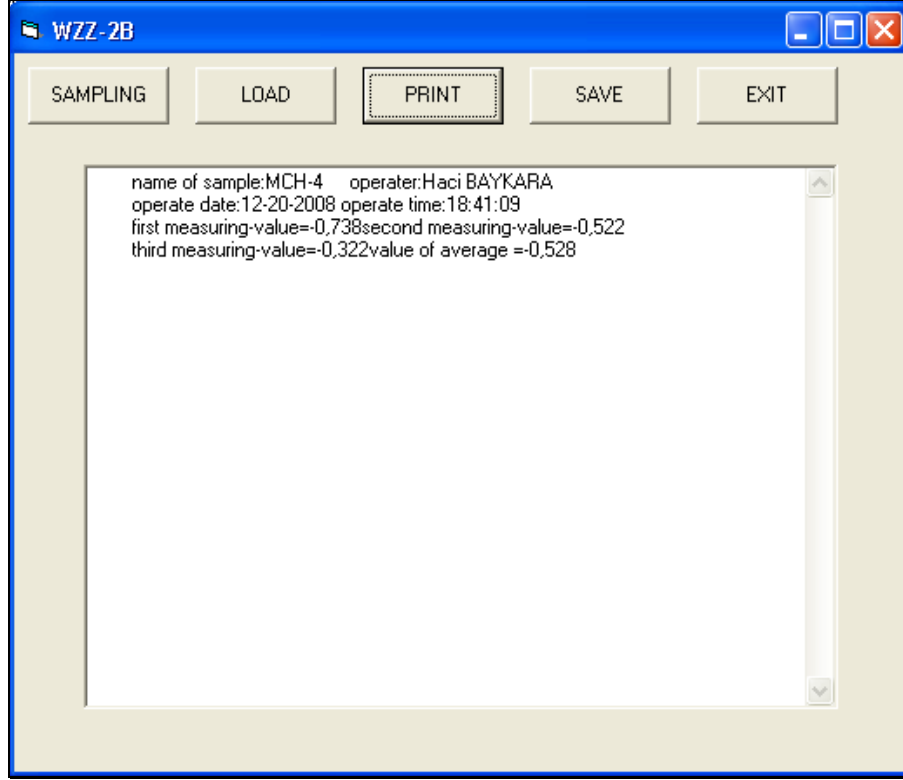 WZZ-2B
SAMPLING LOAD PRINT SAVE EXIT
name of sample:MCH-4 operater:Haci BAYKARA
operate date:12-20-2008 operate time:18:41:09
first measuring-value=-0,738second measuring-value=-0,522
third measuring-value=-0,322value of average =-0,528